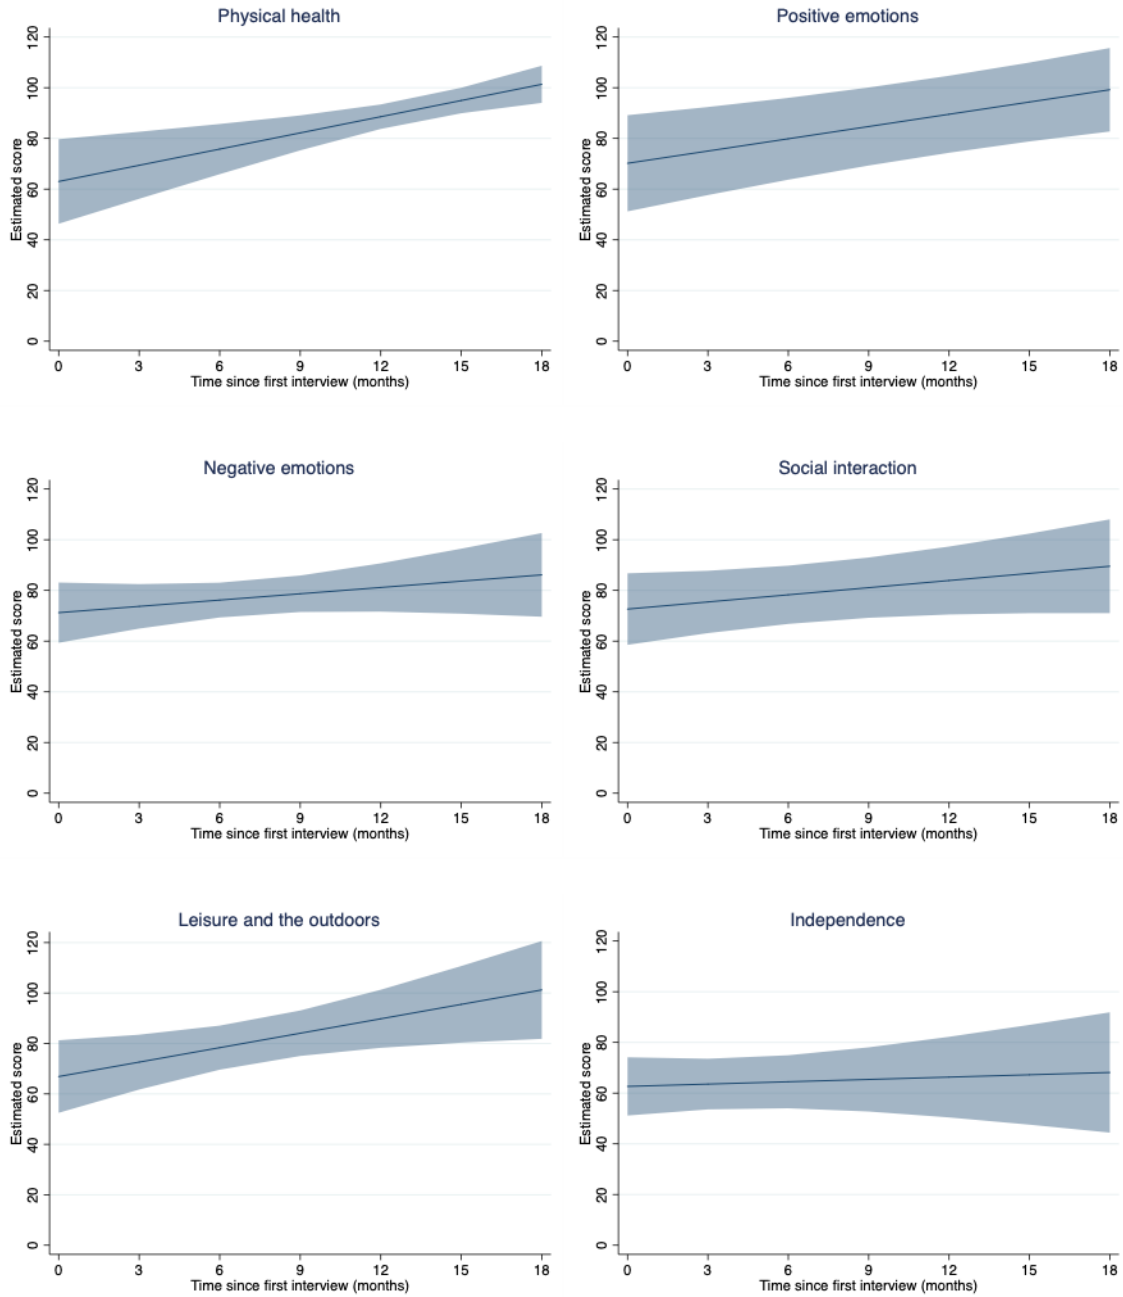 Physical health
Estimated score
120
100
80
60
40
20
0
0 3 6 9 12 15 18
Time since first interview (months)
Positive emotions
Estimated score
120
100
80
60
40
20
0
0 3 6 9 12 15 18
Time since first interview (months)
Negative emotions
Estimated score
120
100
80
60
40
20
0
0 3 6 9 12 15 18
Time since first interview (months)
Social interaction
Estimated score
120
100
80
60
40
20
0
0 3 6 9 12 15 18
Time since first interview (months)
Leisure and the outdoors
Estimated score
120
100
80
60
40
20
0
0 3 6 9 12 15 18
Time since first interview (months)
Independence
Estimated score
120
100
80
60
40
20
0
0 3 6 9 12 15 18
Time since first interview (months)